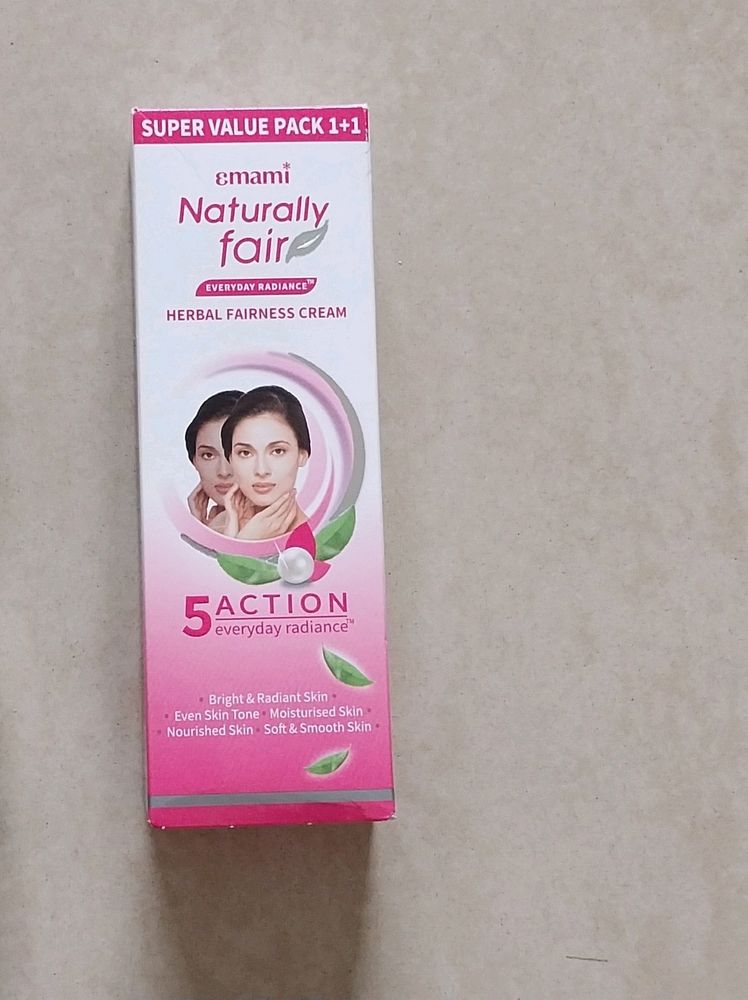 SUPER VALUE PACK 1+1
emami*
Naturally
fair
EVERYDAY RADIANCE™
HERBAL FAIRNESS CREAM
5 ACTION
everyday radiance™
• Bright & Radiant Skin •
• Even Skin Tone • Moisturised Skin •
• Nourished Skin • Soft & Smooth Skin •